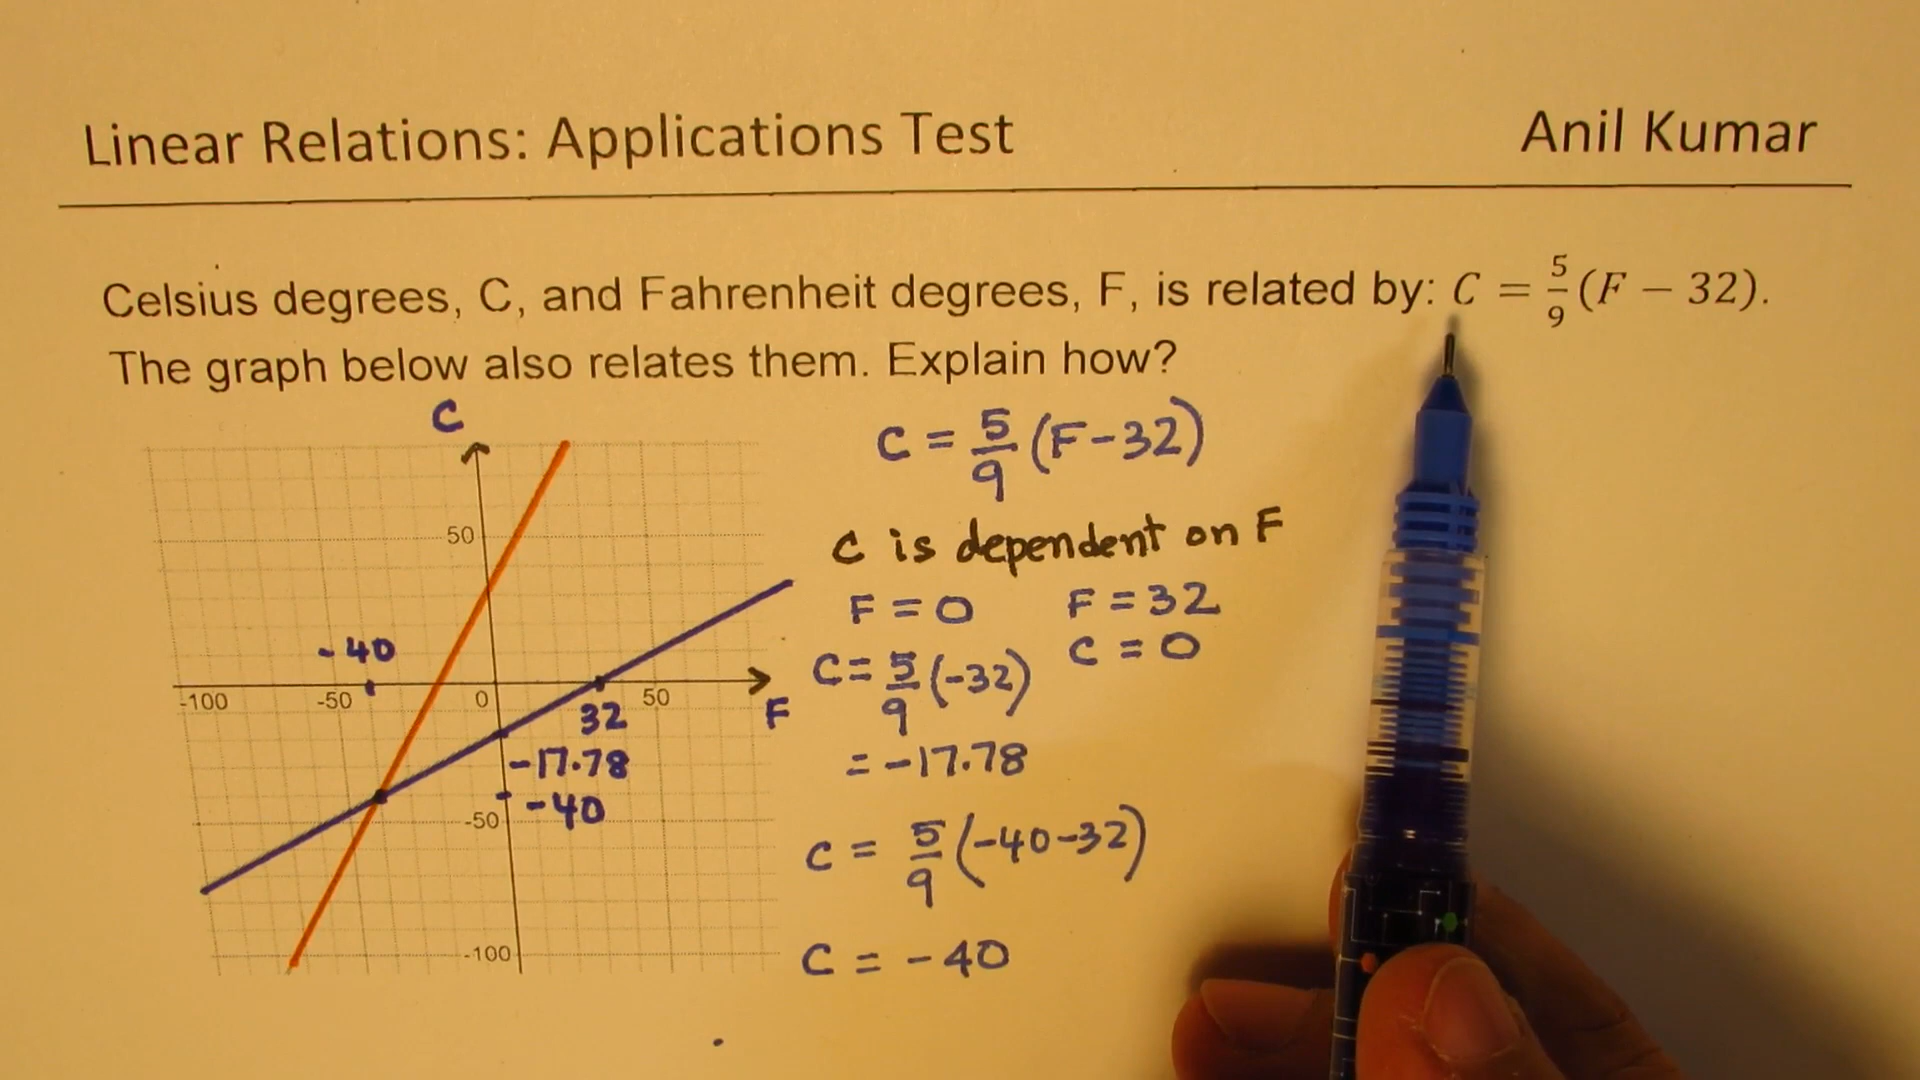 Linear Relations: Applications Test
Anil Kumar
Celsius degrees, C, and Fahrenheit degrees, F, is related by: C = 5/9 (F − 32).
The graph below also relates them. Explain how?
C
50
-40
-100
-50
0
50
F
32
-17.78
-40
-50
-100
C = 5/9 (F-32)
C is dependent on F
F = 0
F = 32
C = 0
C = 5/9 (-32)
= -17.78
C = 5/9 (-40-32)
C = -40